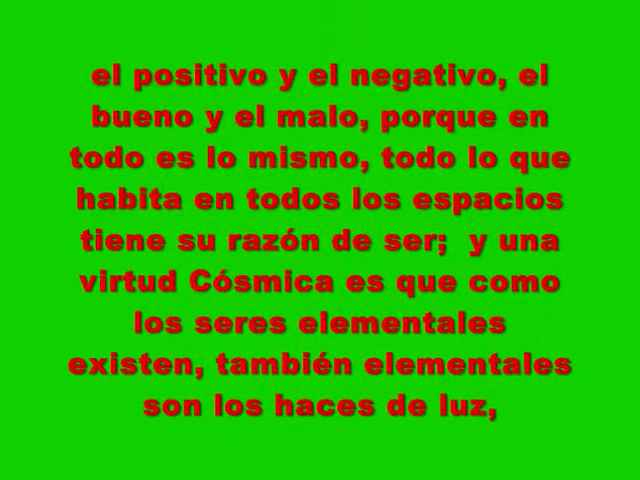 el positivo y el negativo, el
bueno y el malo, porque en
todo es lo mismo, todo lo que
habita en todos los espacios
tiene su razón de ser;  y una
virtud Cósmica es que como
los seres elementales
existen, también elementales
son los haces de luz,